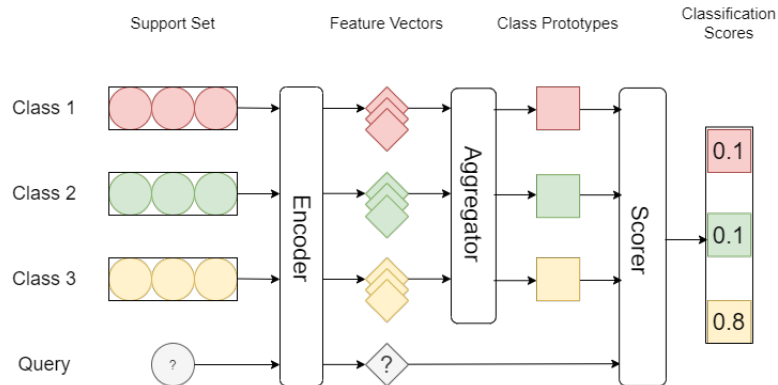 Support Set
Feature Vectors
Class Prototypes
Classification
Scores
Class 1
Class 2
Class 3
Query
?
Encoder
?
Aggregator
Scorer
0.1
0.1
0.8